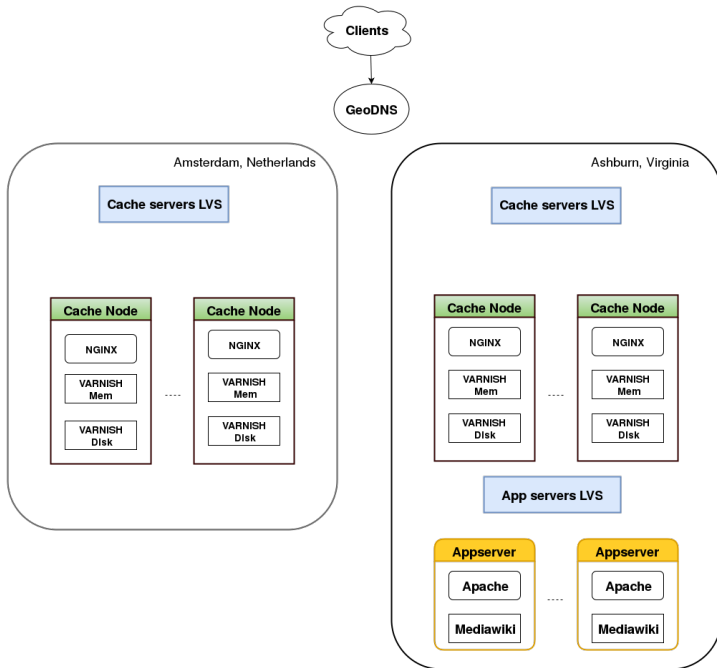 Clients
GeoDNS
Amsterdam, Netherlands
Cache servers LVS
Cache Node
NGINX
VARNISH
Mem
VARNISH
Disk
....
Cache Node
NGINX
VARNISH
Mem
VARNISH
Disk
Ashburn, Virginia
Cache servers LVS
Cache Node
NGINX
VARNISH
Mem
VARNISH
Disk
....
Cache Node
NGINX
VARNISH
Mem
VARNISH
Disk
App servers LVS
Appserver
Apache
Mediawiki
....
Appserver
Apache
Mediawiki